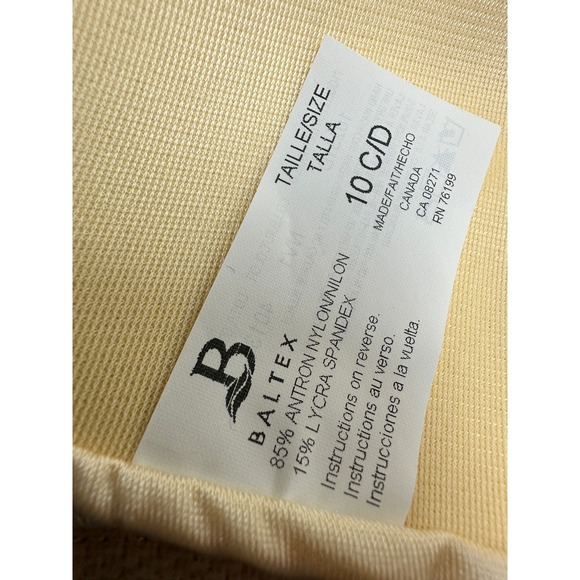 B
BALTEX
85% ANTRON NYLON/NILON
15% LYCRA SPANDEX
Instructions on reverse.
Instructions au verso.
Instrucciones a la vuelta.
TAILLE/SIZE
TALLA
10 C/D
MADE/FAIT/HECHO
CANADA
CA 08271
RN 76199